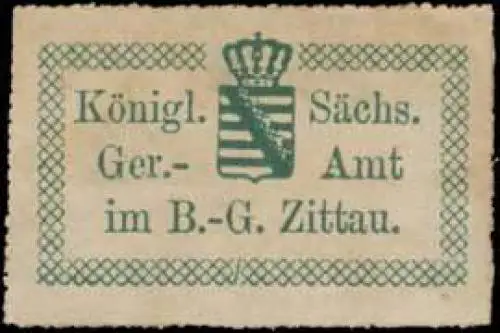 Königl. Sächs.
Ger.- Amt
im B.-G. Zittau.